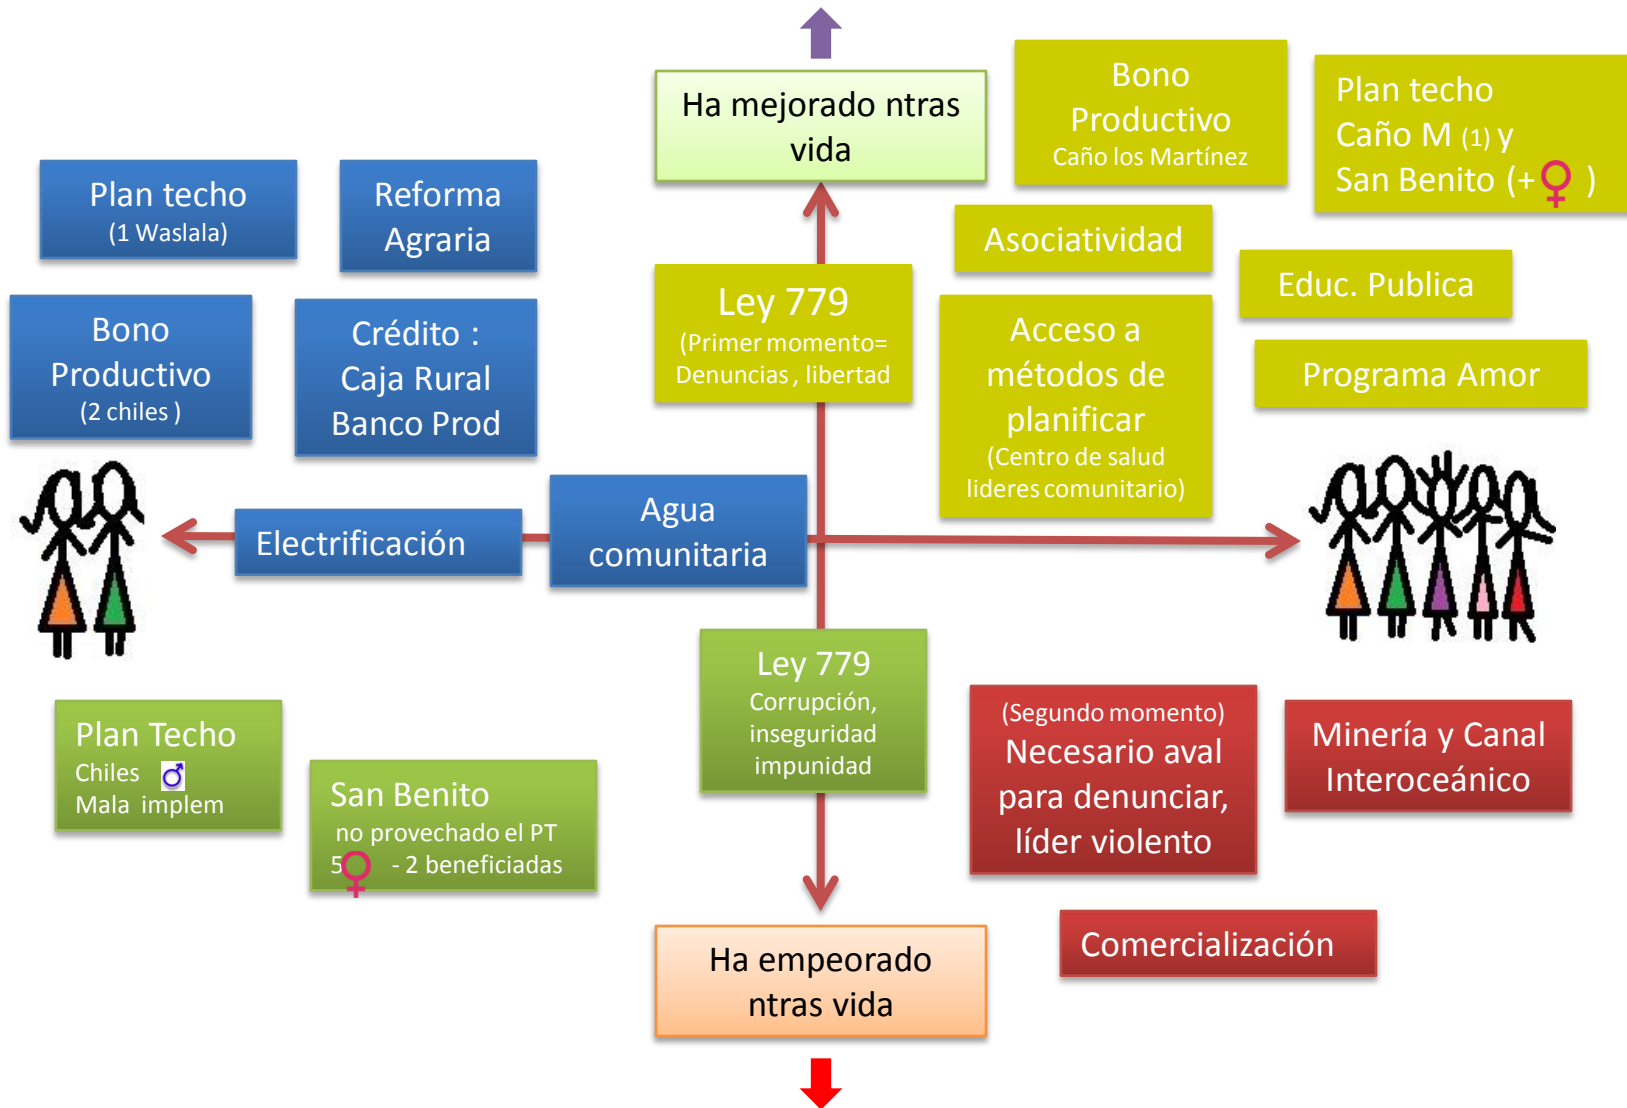 Ha mejorado ntras
vida
Bono
Productivo
Caño los Martínez
Plan techo
Caño M (1) y
San Benito (+♀ )
Plan techo
(1 Waslala)
Reforma
Agraria
Asociatividad
Educ. Publica
Ley 779
(Primer momento=
Denuncias , libertad
Bono
Productivo
(2 chiles )
Crédito :
Caja Rural
Banco Prod
Acceso a
métodos de
planificar
(Centro de salud
lideres comunitario)
Programa Amor
Electrificación
Agua
comunitaria
Ley 779
Corrupción,
inseguridad
impunidad
Plan Techo
Chiles ♂
Mala implem
San Benito
no provechado el PT
5♀ - 2 beneficiadas
(Segundo momento)
Necesario aval
para denunciar,
líder violento
Minería y Canal
Interoceánico
Comercialización
Ha empeorado
ntras vida